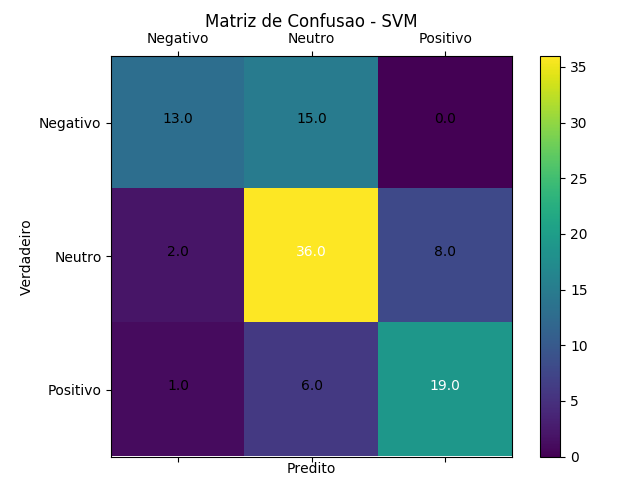 Matriz de Confusao - SVM
Negativo Neutro Positivo
Negativo 13.0 15.0 0.0
Neutro 2.0 36.0 8.0
Positivo 1.0 6.0 19.0
Verdadeiro
Predito
35
30
25
20
15
10
5
0